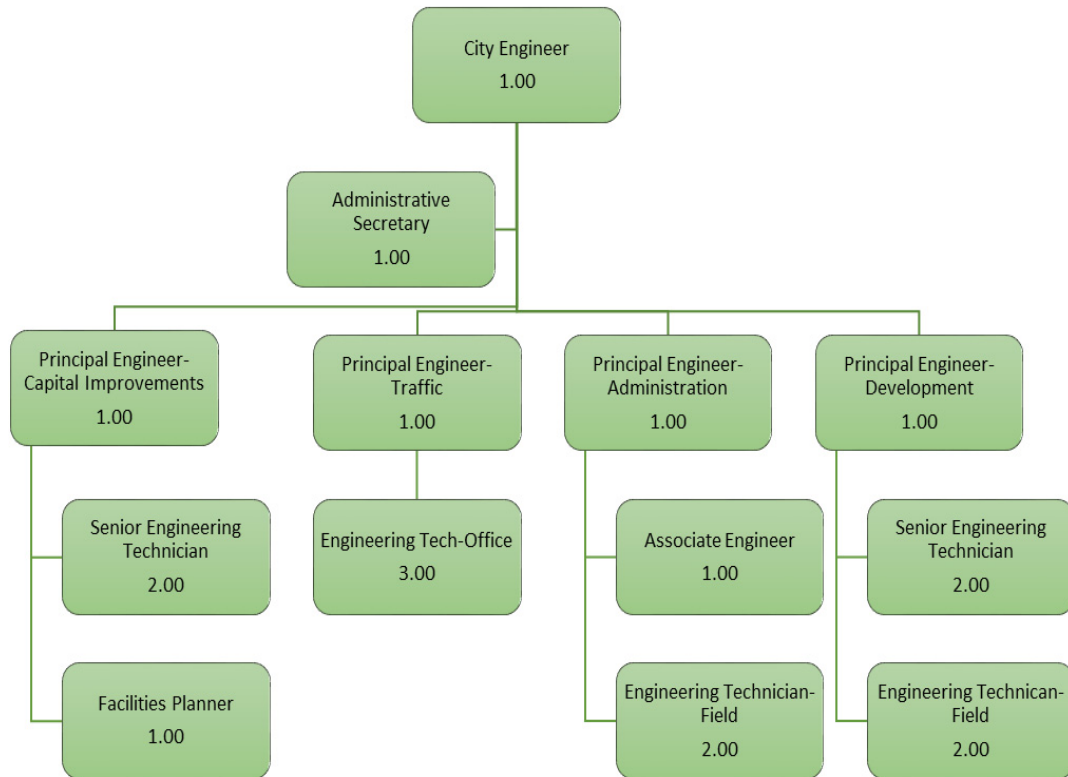 City Engineer
1.00
Administrative
Secretary
1.00
Principal Engineer-
Capital Improvements
1.00
Principal Engineer-
Traffic
1.00
Principal Engineer-
Administration
1.00
Principal Engineer-
Development
1.00
Senior Engineering
Technician
2.00
Engineering Tech-Office
3.00
Associate Engineer
1.00
Senior Engineering
Technician
2.00
Facilities Planner
1.00
Engineering Technician-
Field
2.00
Engineering Technican-
Field
2.00